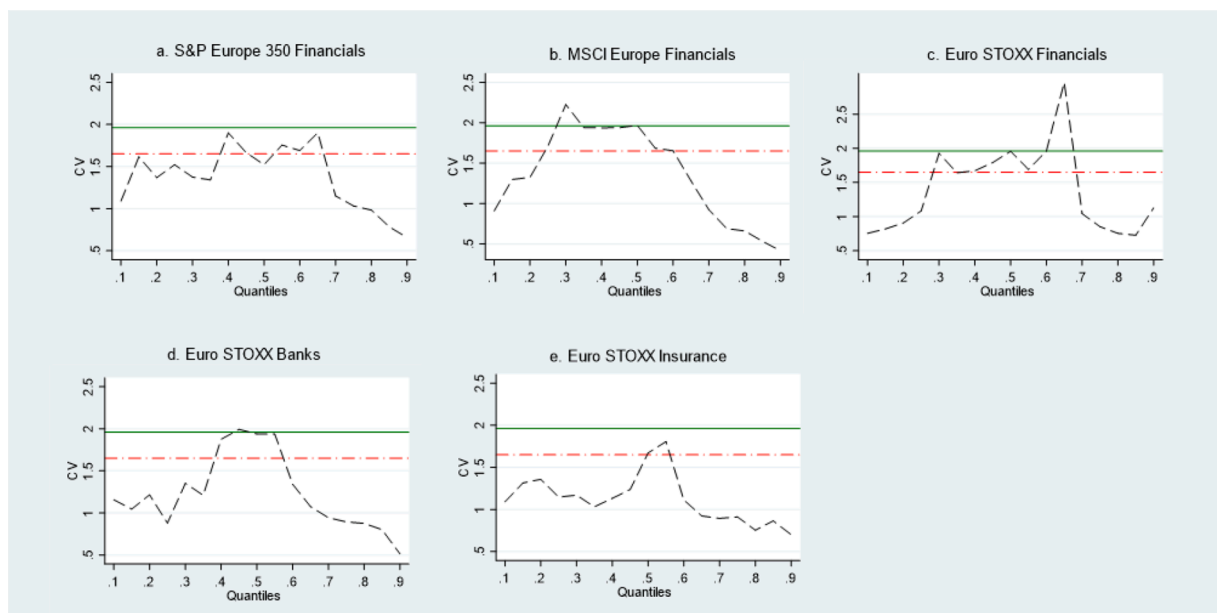 a. S&P Europe 350 Financials
2.5
2
1.5
1
.5
CV
.1 .2 .3 .4 .5 .6 .7 .8 .9
Quantiles
b. MSCI Europe Financials
2.5
2
1.5
1
.5
CV
.1 .2 .3 .4 .5 .6 .7 .8 .9
Quantiles
c. Euro STOXX Financials
2.5
2
1.5
1
.5
CV
.1 .2 .3 .4 .5 .6 .7 .8 .9
Quantiles
d. Euro STOXX Banks
2.5
2
1.5
1
.5
CV
.1 .2 .3 .4 .5 .6 .7 .8 .9
Quantiles
e. Euro STOXX Insurance
2.5
2
1.5
1
.5
CV
.1 .2 .3 .4 .5 .6 .7 .8 .9
Quantiles